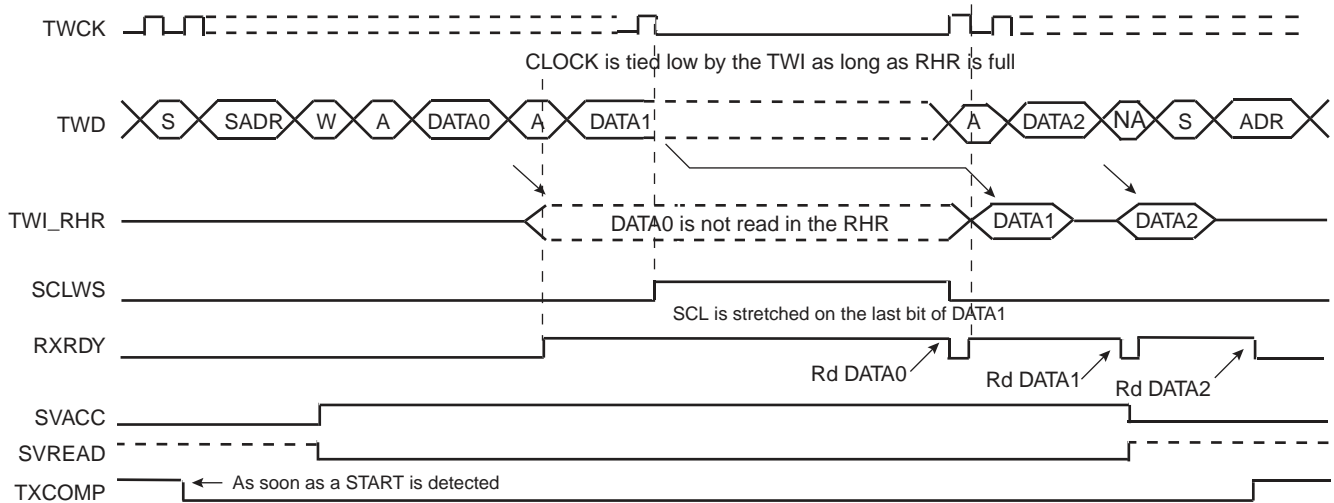 TWCK
CLOCK is tied low by the TWI as long as RHR is full
TWD S SADR W A DATA0 A DATA1 A DATA2 NA S ADR
TWI_RHR DATA0 is not read in the RHR DATA1 DATA2
SCLWS
SCL is stretched on the last bit of DATA1
RXRDY
Rd DATA0 Rd DATA1 Rd DATA2
SVACC
SVREAD
TXCOMP As soon as a START is detected